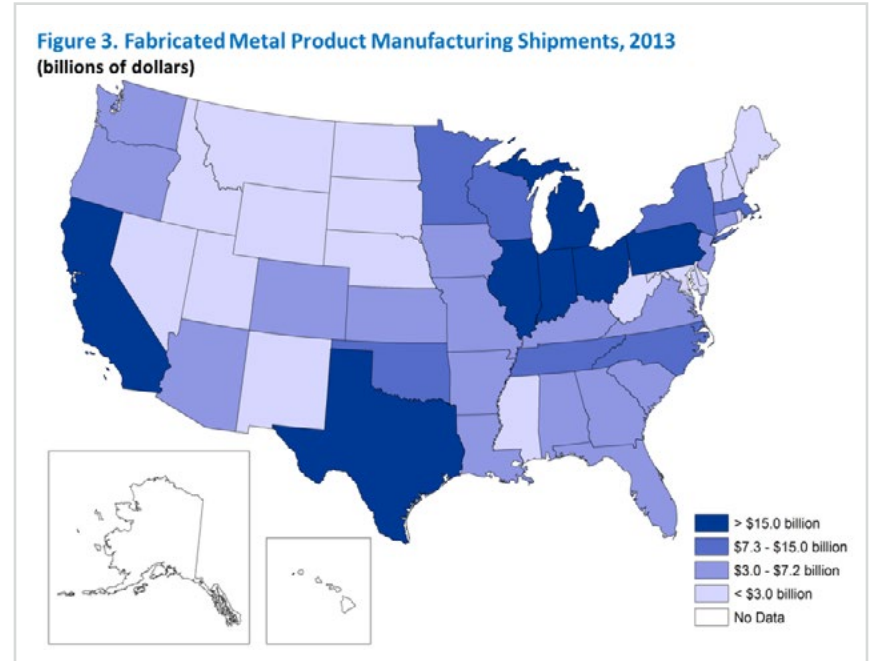 Figure 3. Fabricated Metal Product Manufacturing Shipments, 2013
(billions of dollars)
> $15.0 billion
$7.3 - $15.0 billion
$3.0 - $7.2 billion
< $3.0 billion
No Data